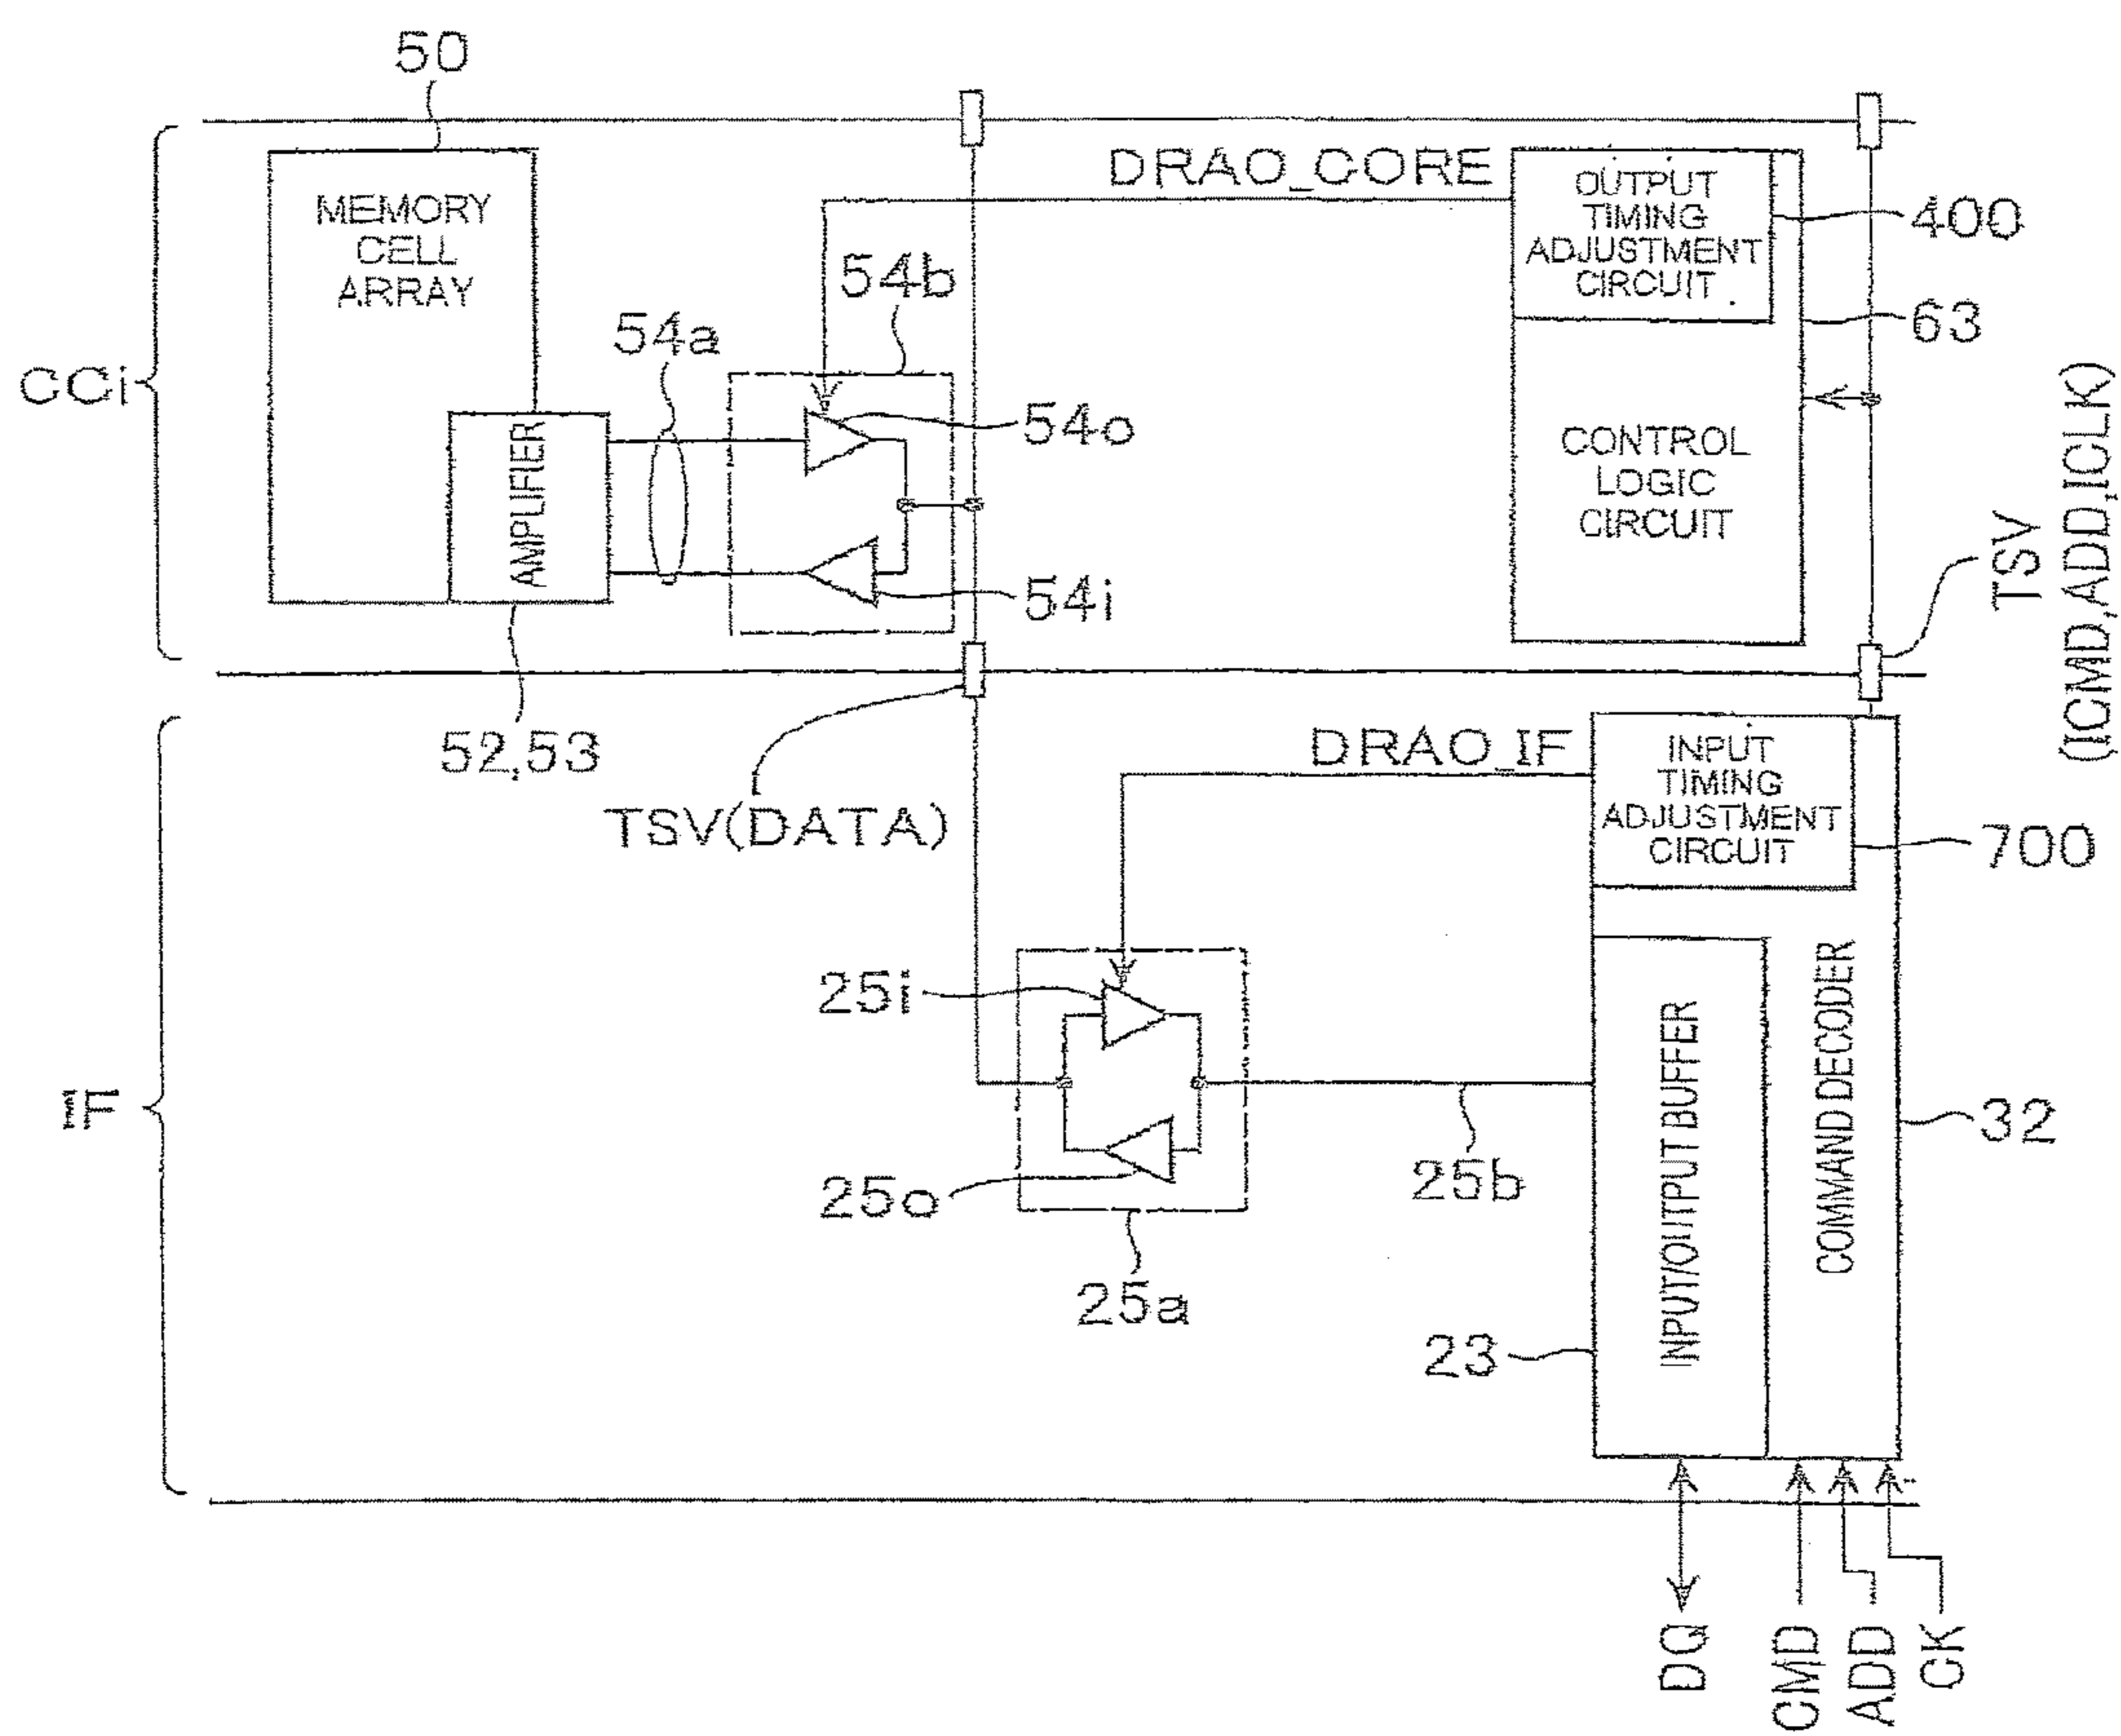 50
MEMORY
CELL
ARRAY
DRAO_CORE
OUTPUT
TIMING
ADJUSTMENT
CIRCUIT
400
54b
54a
63
CCi
54o
AMPLIFIER
CONTROL
LOGIC
CIRCUIT
54i
TSV
(ICMD,ADD,ICLK)
52,53
TSV(DATA)
DRAO_IF
INPUT
TIMING
ADJUSTMENT
CIRCUIT
700
25i
IF
INPUT/OUTPUT BUFFER
COMMAND DECODER
32
25b
25o
25a
23
DQ
CMD
ADD
CK